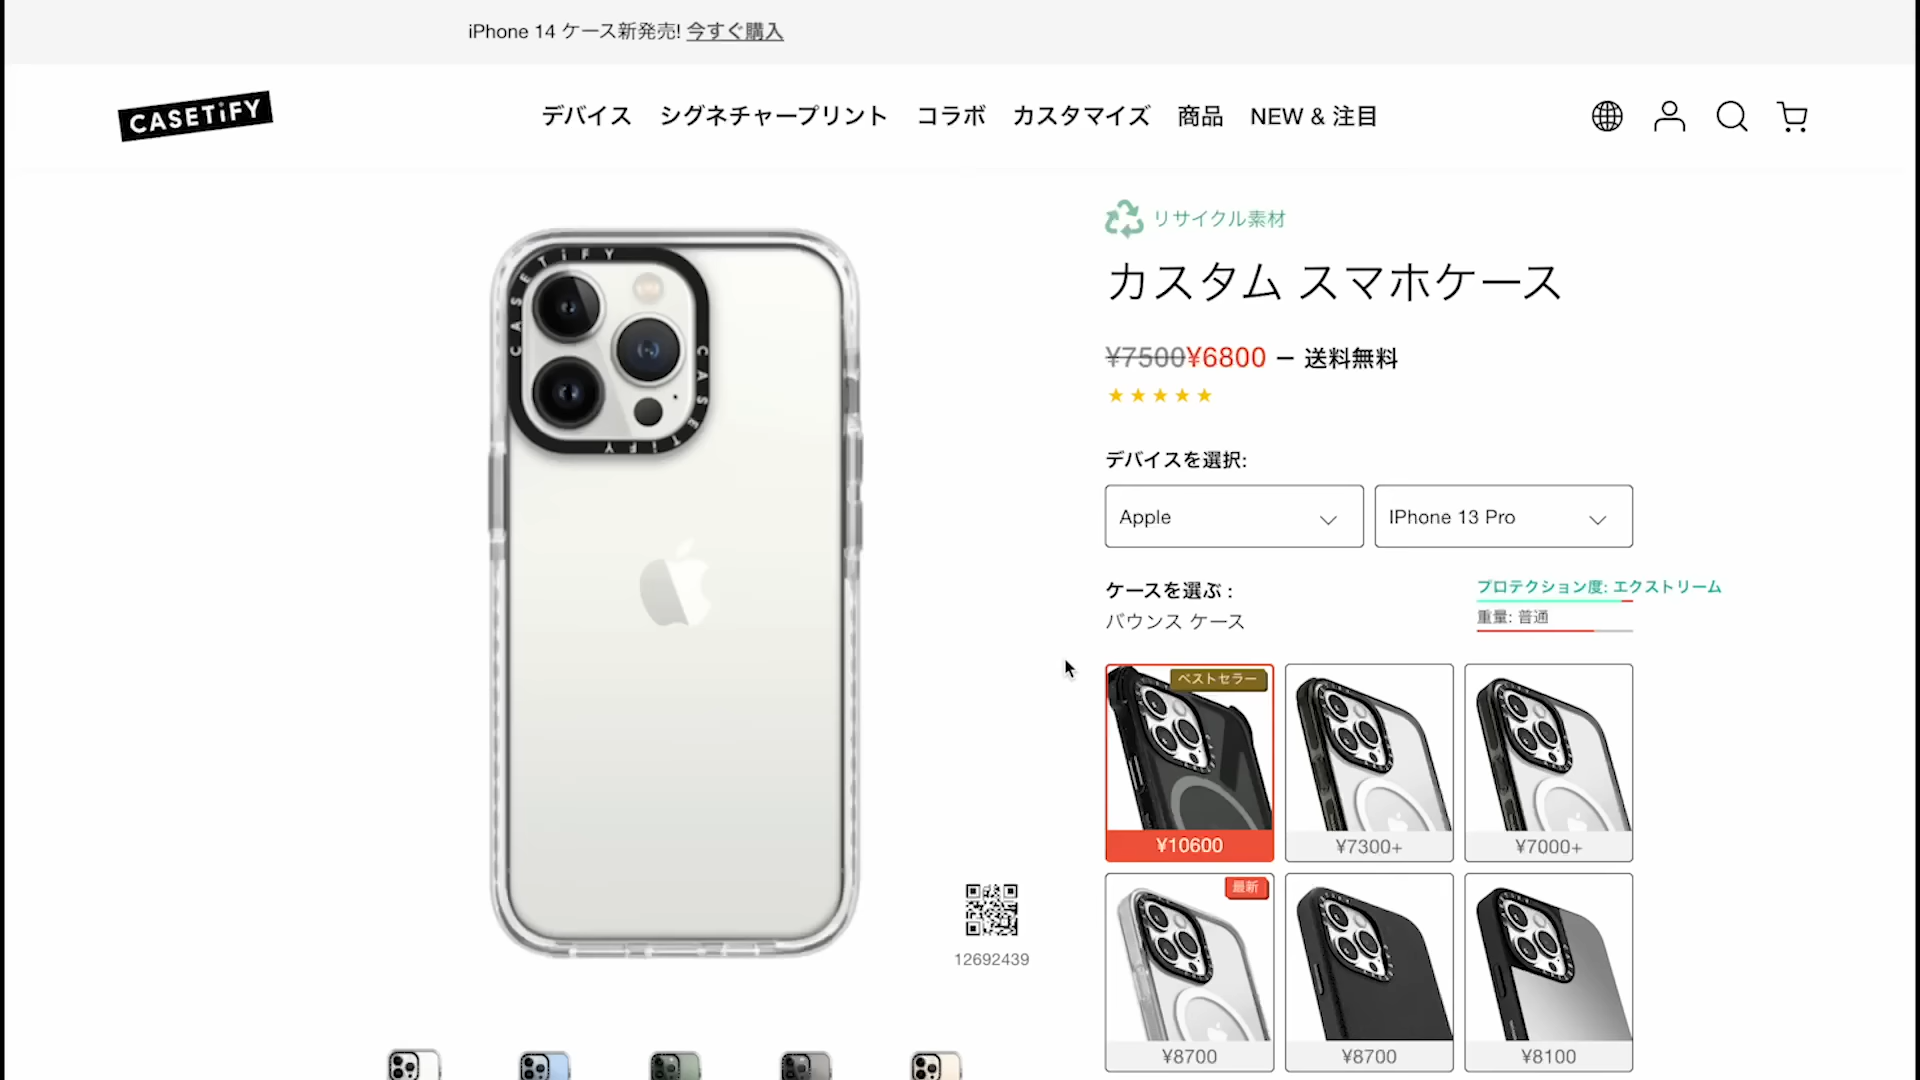 iPhone 14 ケース新発売! 今すぐ購入
CASETiFY
デバイス シグネチャープリント コラボ カスタマイズ 商品 NEW & 注目
リサイクル素材
カスタム スマホケース
¥7500¥6800 – 送料無料
デバイスを選択:
Apple
IPhone 13 Pro
ケースを選ぶ :
バウンス ケース
プロテクション度: エクストリーム
重量: 普通
CASETiFY
CASETiFY
ベストセラー
¥10600
¥7300+
¥7000+
12692439
最新
¥8700
¥8700
¥8100